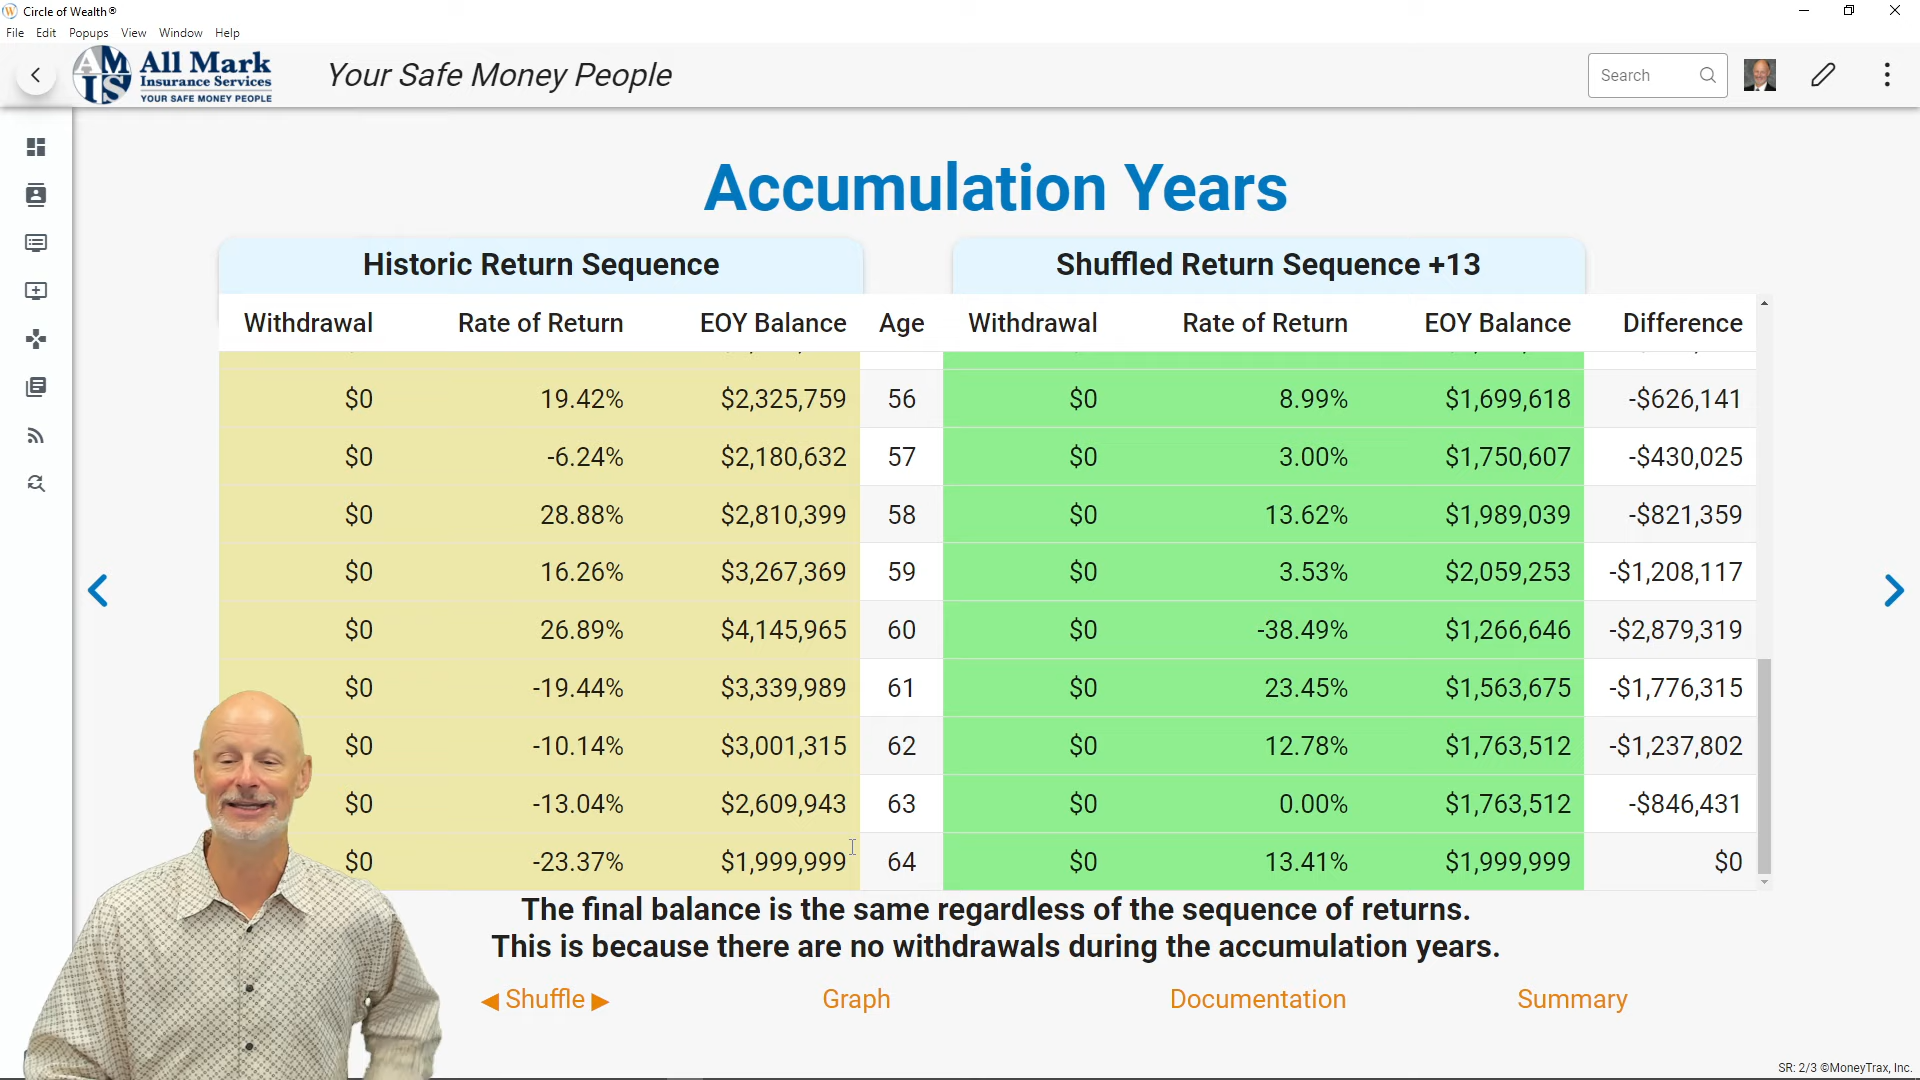 Circle of Wealth®
File Edit Popups View Window Help
AMIS All Mark
Insurance Services
YOUR SAFE MONEY PEOPLE
Your Safe Money People
Search
Accumulation Years
Historic Return Sequence Shuffled Return Sequence +13
Withdrawal Rate of Return EOY Balance Age Withdrawal Rate of Return EOY Balance Difference
$0 19.42% $2,325,759 56 $0 8.99% $1,699,618 -$626,141
$0 -6.24% $2,180,632 57 $0 3.00% $1,750,607 -$430,025
$0 28.88% $2,810,399 58 $0 13.62% $1,989,039 -$821,359
$0 16.26% $3,267,369 59 $0 3.53% $2,059,253 -$1,208,117
$0 26.89% $4,145,965 60 $0 -38.49% $1,266,646 -$2,879,319
$0 -19.44% $3,339,989 61 $0 23.45% $1,563,675 -$1,776,315
$0 -10.14% $3,001,315 62 $0 12.78% $1,763,512 -$1,237,802
$0 -13.04% $2,609,943 63 $0 0.00% $1,763,512 -$846,431
$0 -23.37% $1,999,999 64 $0 13.41% $1,999,999 $0
The final balance is the same regardless of the sequence of returns.
This is because there are no withdrawals during the accumulation years.
◀ Shuffle ▶ Graph Documentation Summary
SR: 2/3 ©MoneyTrax, Inc.